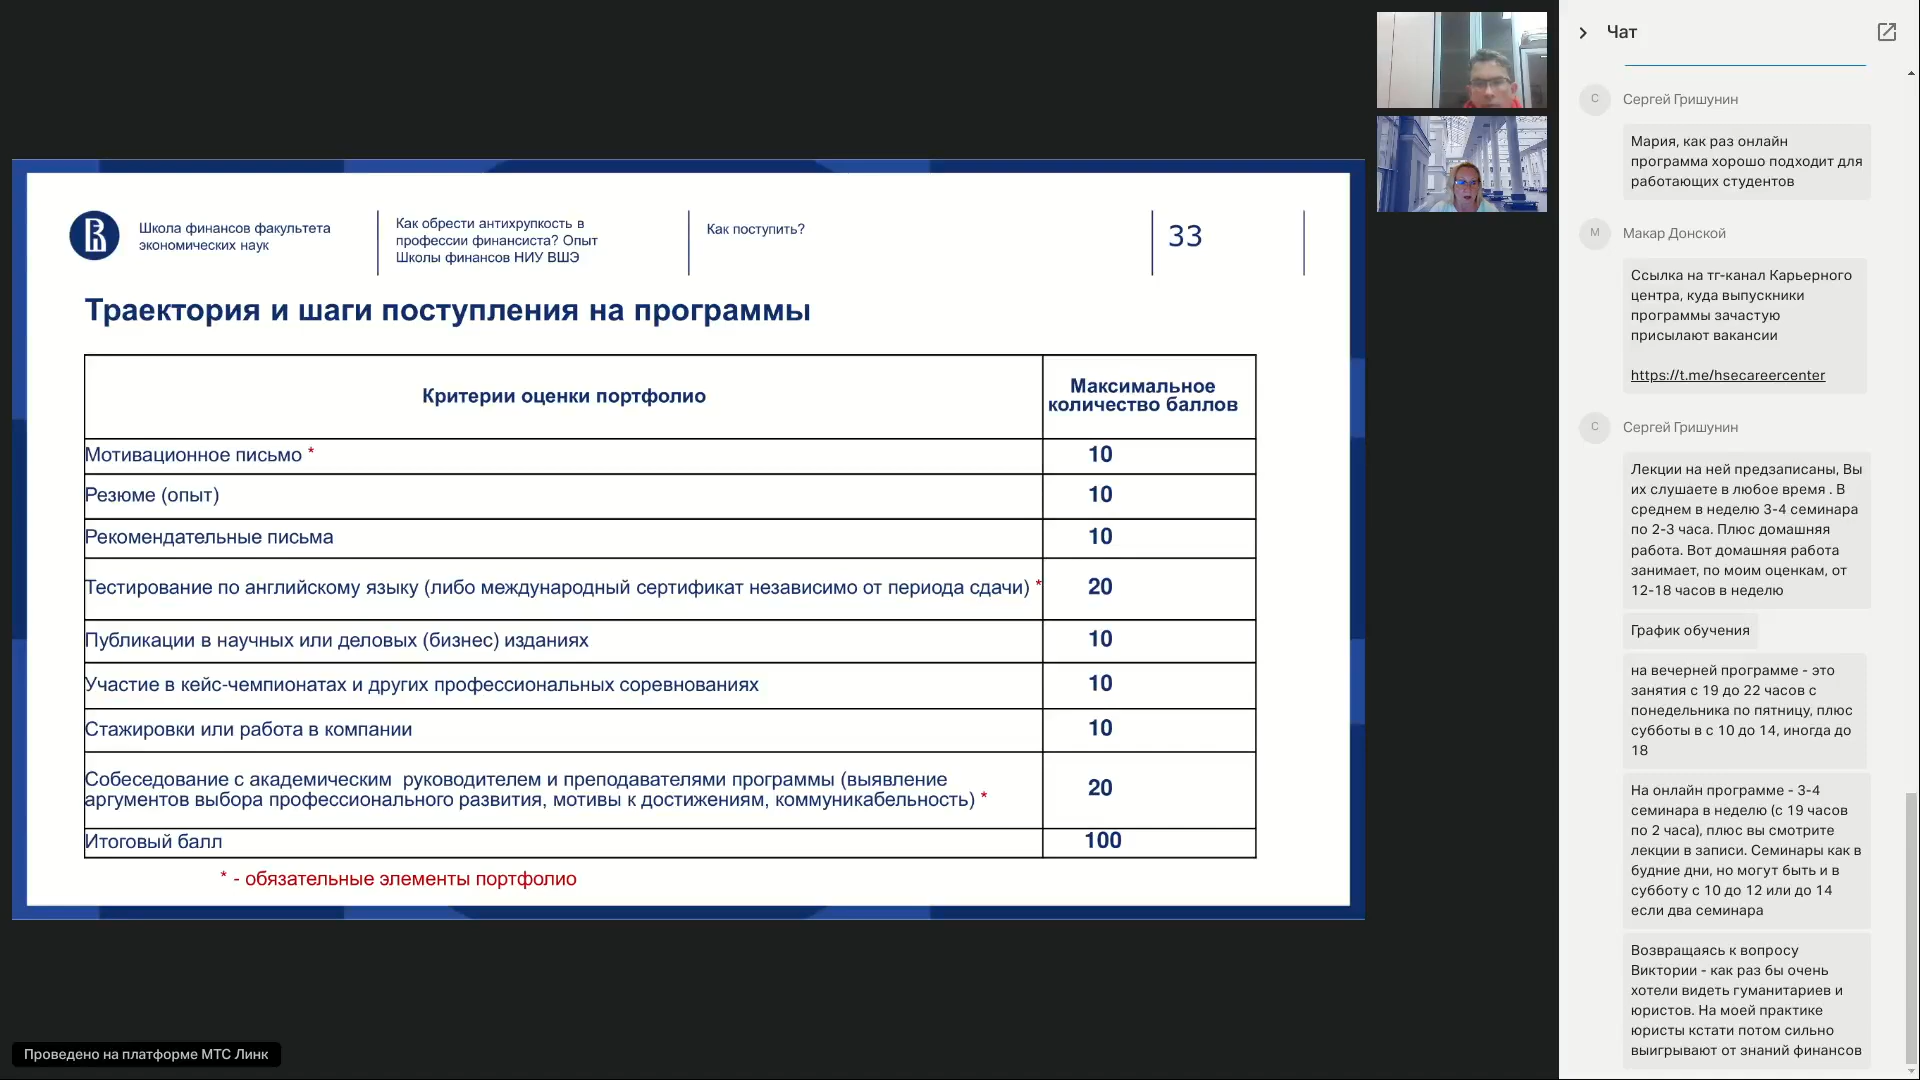 Школа финансов факультета
экономических наук
Как обрести антихрупкость в
профессии финансиста? Опыт
Школы финансов НИУ ВШЭ
Как поступить?
33
Траектория и шаги поступления на программы
Критерии оценки портфолио
Максимальное
количество баллов
Мотивационное письмо *
10
Резюме (опыт)
10
Рекомендательные письма
10
Тестирование по английскому языку (либо международный сертификат независимо от периода сдачи) *
20
Публикации в научных или деловых (бизнес) изданиях
10
Участие в кейс-чемпионатах и других профессиональных соревнованиях
10
Стажировки или работа в компании
10
Собеседование с академическим руководителем и преподавателями программы (выявление
аргументов выбора профессионального развития, мотивы к достижениям, коммуникабельность) *
20
Итоговый балл
100
* - обязательные элементы портфолио
Проведено на платформе МТС Линк
Чат
С
Сергей Гришунин
Мария, как раз онлайн
программа хорошо подходит для
работающих студентов
М
Макар Донской
Ссылка на тг-канал Карьерного
центра, куда выпускники
программы зачастую
присылают вакансии
https://t.me/hsecareercenter
С
Сергей Гришунин
Лекции на ней предзаписаны, Вы
их слушаете в любое время . В
среднем в неделю 3-4 семинара
по 2-3 часа. Плюс домашняя
работа. Вот домашняя работа
занимает, по моим оценкам, от
12-18 часов в неделю
График обучения
на вечерней программе - это
занятия с 19 до 22 часов с
понедельника по пятницу, плюс
субботы в с 10 до 14, иногда до
18
На онлайн программе - 3-4
семинара в неделю (с 19 часов
по 2 часа), плюс вы смотрите
лекции в записи. Семинары как в
будние дни, но могут быть и в
субботу с 10 до 12 или до 14
если два семинара
Возвращаясь к вопросу
Виктории - как раз бы очень
хотели видеть гуманитариев и
юристов. На моей практике
юристы кстати потом сильно
выигрывают от знаний финансов